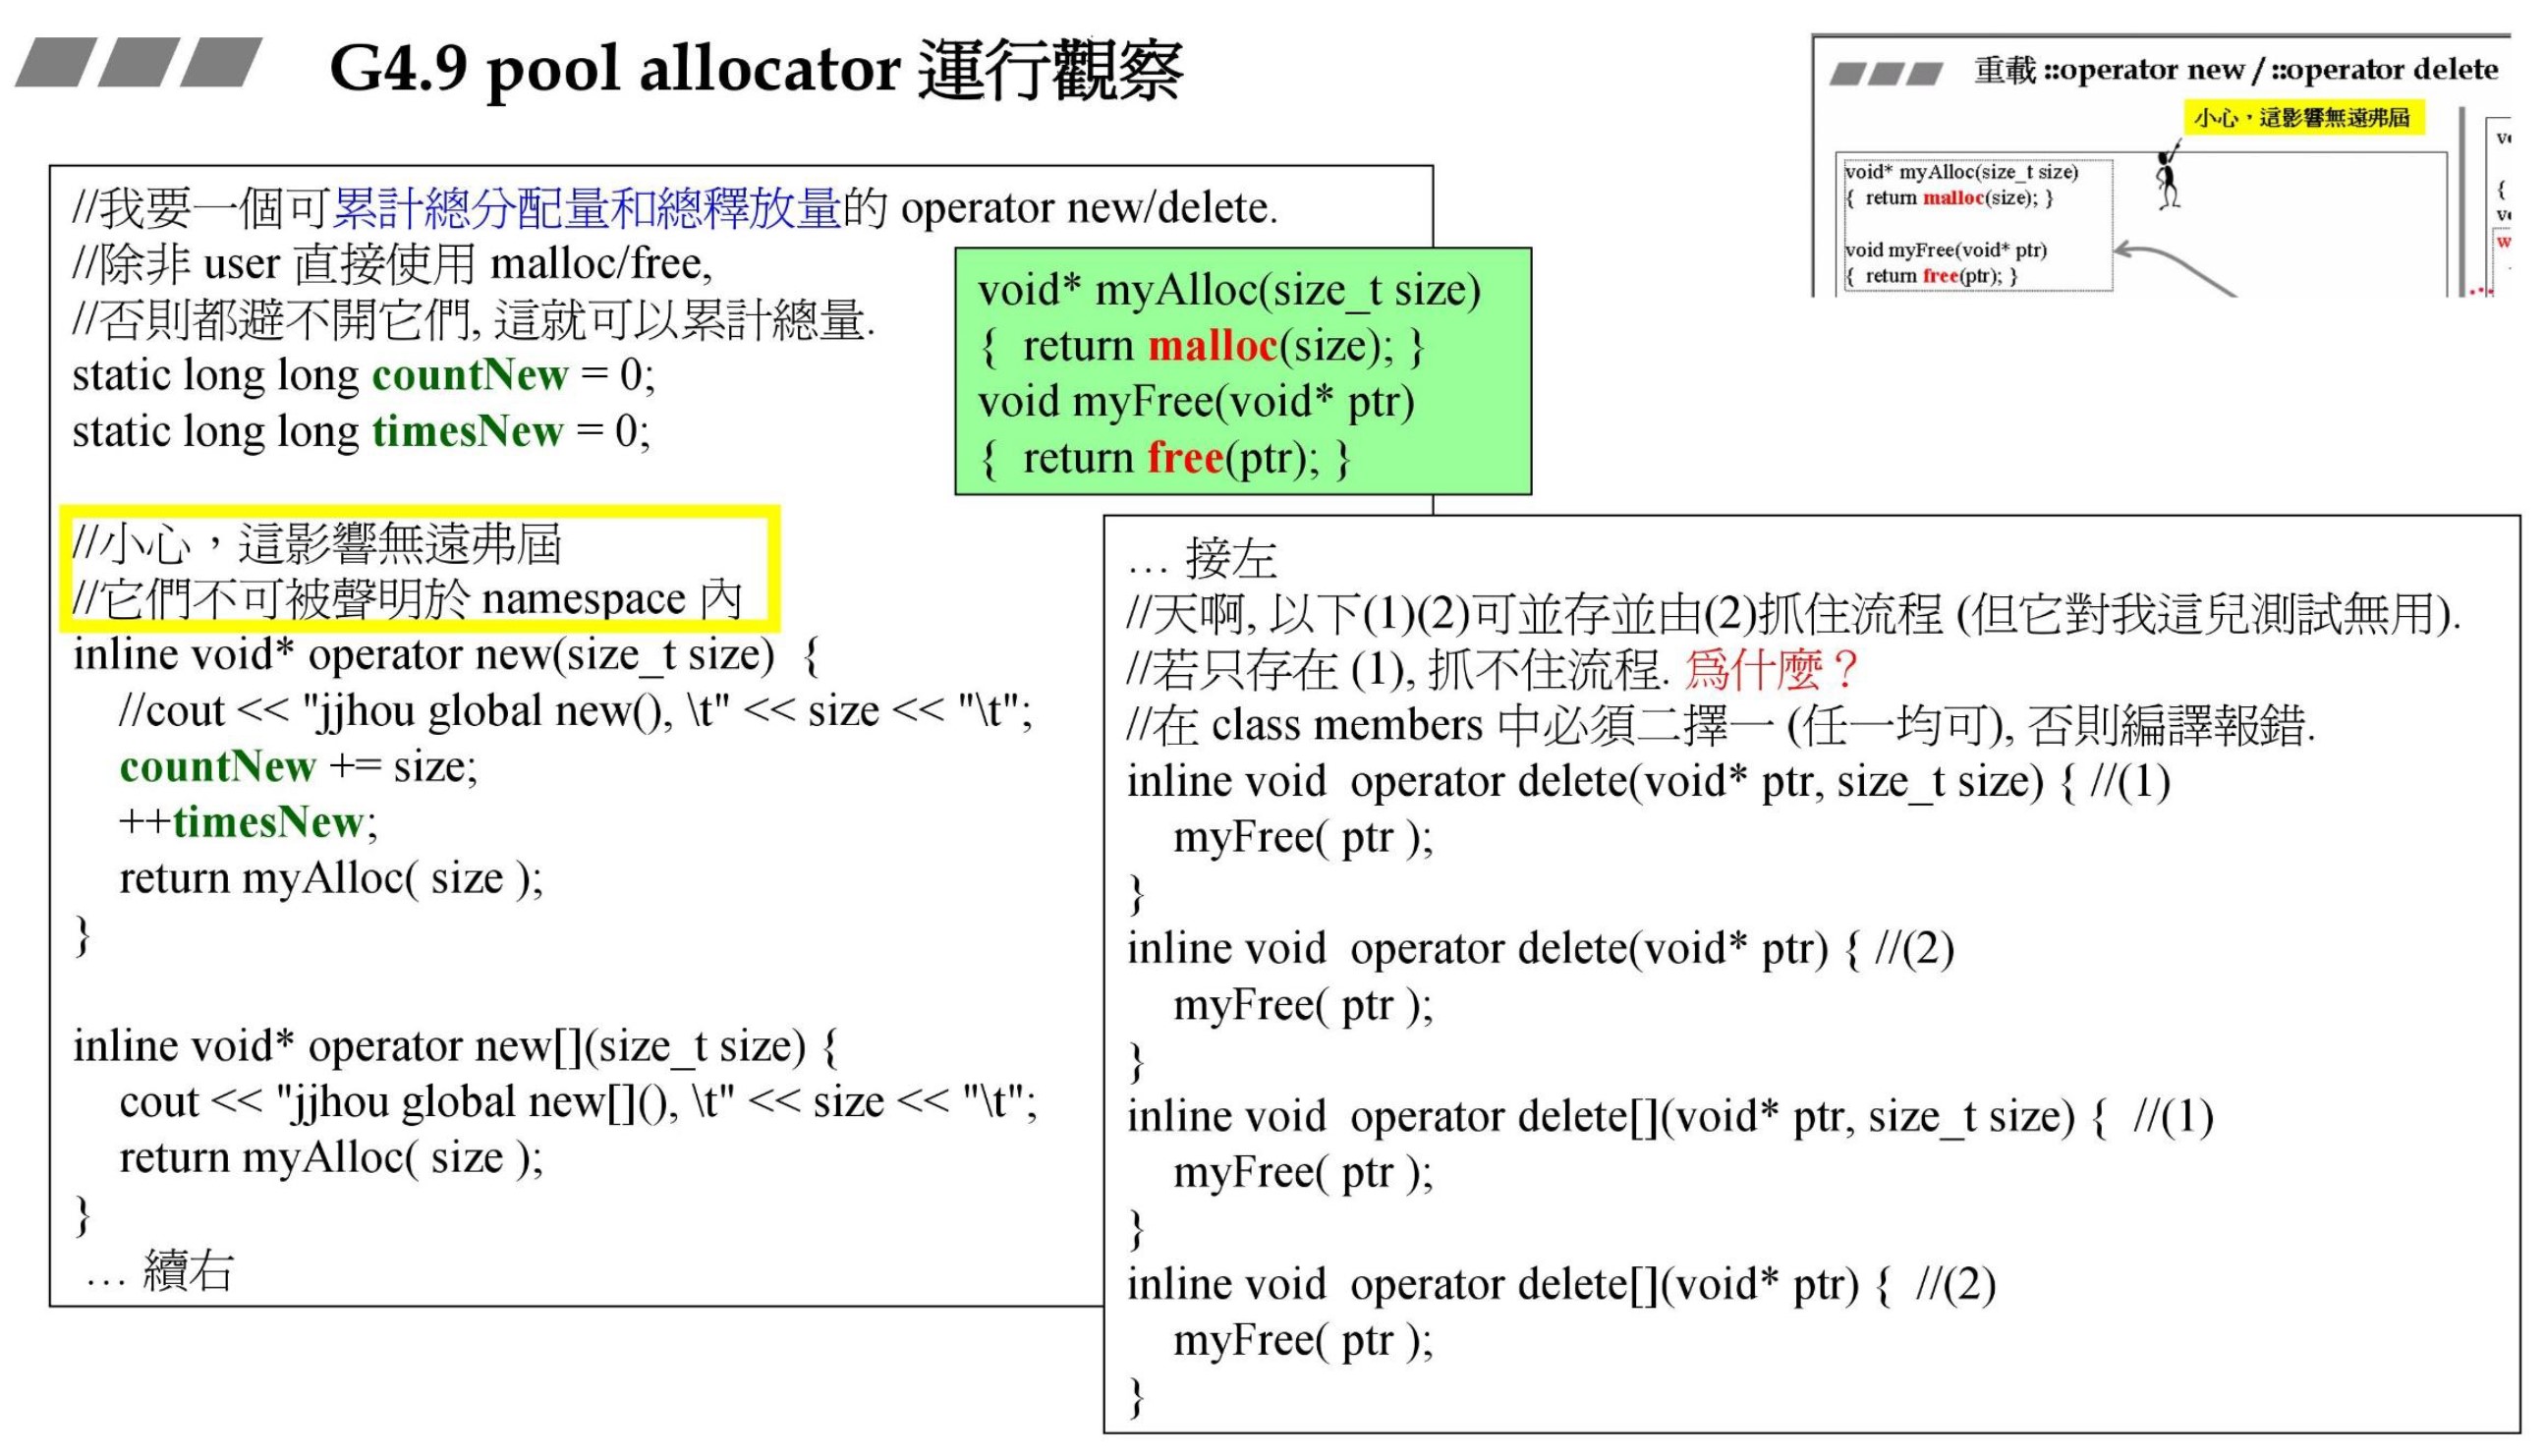 G4.9 pool allocator 運行觀察
//我要一個可累計總分配量和總釋放量的 operator new/delete.
//除非 user 直接使用 malloc/free,
//否則都避不開它們, 這就可以累計總量.
static long long countNew = 0;
static long long timesNew = 0;
//小心，這影響無遠弗屆
//它們不可被聲明於 namespace 內
inline void* operator new(size_t size)  {
//cout << "jjhou global new(), \t" << size << "\t";
countNew += size;
++timesNew;
return myAlloc( size );
}
inline void* operator new[](size_t size) {
cout << "jjhou global new[](), \t" << size << "\t";
return myAlloc( size );
}
… 續右
void* myAlloc(size_t size)
{  return malloc(size); }
void myFree(void* ptr)
{  return free(ptr); }
… 接左
//天啊, 以下(1)(2)可並存並由(2)抓住流程 (但它對我這兒測試無用).
//若只存在 (1), 抓不住流程. 爲什麼？
//在 class members 中必須二擇一 (任一均可), 否則編譯報錯.
inline void  operator delete(void* ptr, size_t size) { //(1)
myFree( ptr );
}
inline void  operator delete(void* ptr) { //(2)
myFree( ptr );
}
inline void  operator delete[](void* ptr, size_t size) {  //(1)
myFree( ptr );
}
inline void  operator delete[](void* ptr) {  //(2)
myFree( ptr );
}
重載 ::operator new / ::operator delete
小心，這影響無遠弗屆
void* myAlloc(size_t size)
{  return malloc(size); }
void myFree(void* ptr)
{  return free(ptr); }